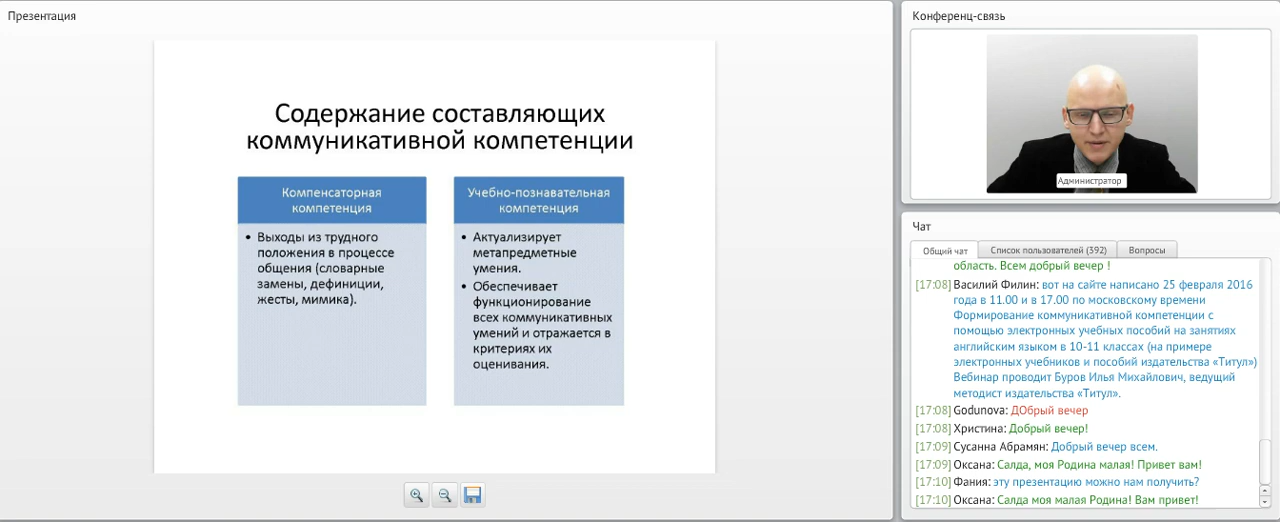 Презентация
Содержание составляющих
коммуникативной компетенции
Компенсаторная
компетенция
• Выходы из трудного
положения в процессе
общения (словарные
замены, дефиниции,
жесты, мимика).
Учебно-познавательная
компетенция
• Актуализирует
метапредметные
умения.
• Обеспечивает
функционирование
всех коммуникативных
умений и отражается в
критериях их
оценивания.
Конференц-связь
Администратор
Чат
Общий чат
Список пользователей (392)
Вопросы
область. Всем добрый вечер !
[17:08] Василий Филин: вот на сайте написано 25 февраля 2016
года в 11.00 и в 17.00 по московскому времени
Формирование коммуникативной компетенции с
помощью электронных учебных пособий на занятиях
английским языком в 10-11 классах (на примере
электронных учебников и пособий издательства «Титул»)
Вебинар проводит Буров Илья Михайлович, ведущий
методист издательства «Титул».
[17:08] Godunova: ДОбрый вечер
[17:08] Христина: Добрый вечер!
[17:09] Сусанна Абрамян: Добрый вечер всем.
[17:09] Оксана: Салда, моя Родина малая! Привет вам!
[17:10] Фания: эту презентацию можно нам получить?
[17:10] Оксана: Салда моя малая Родина! Вам привет!